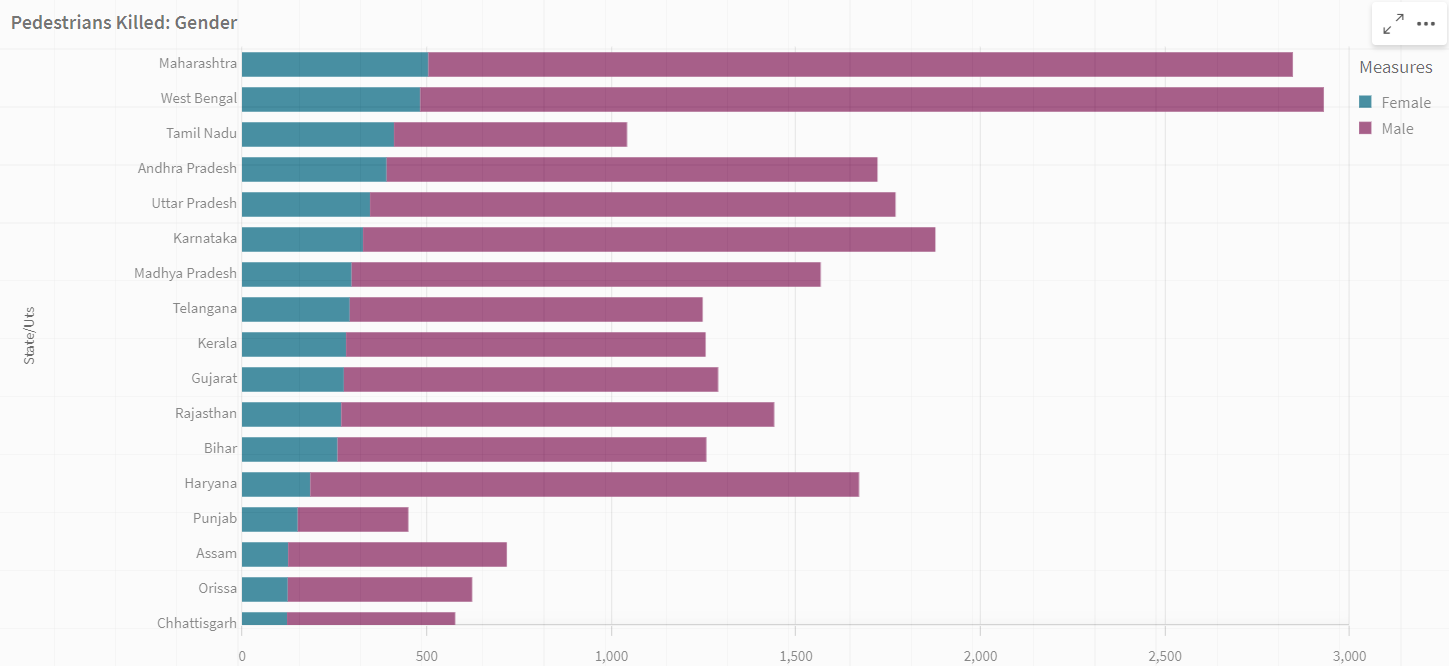 Pedestrians Killed: Gender
Measures
Female
Male
State/Uts
Maharashtra
West Bengal
Tamil Nadu
Andhra Pradesh
Uttar Pradesh
Karnataka
Madhya Pradesh
Telangana
Kerala
Gujarat
Rajasthan
Bihar
Haryana
Punjab
Assam
Orissa
Chhattisgarh
0 500 1,000 1,500 2,000 2,500 3,000